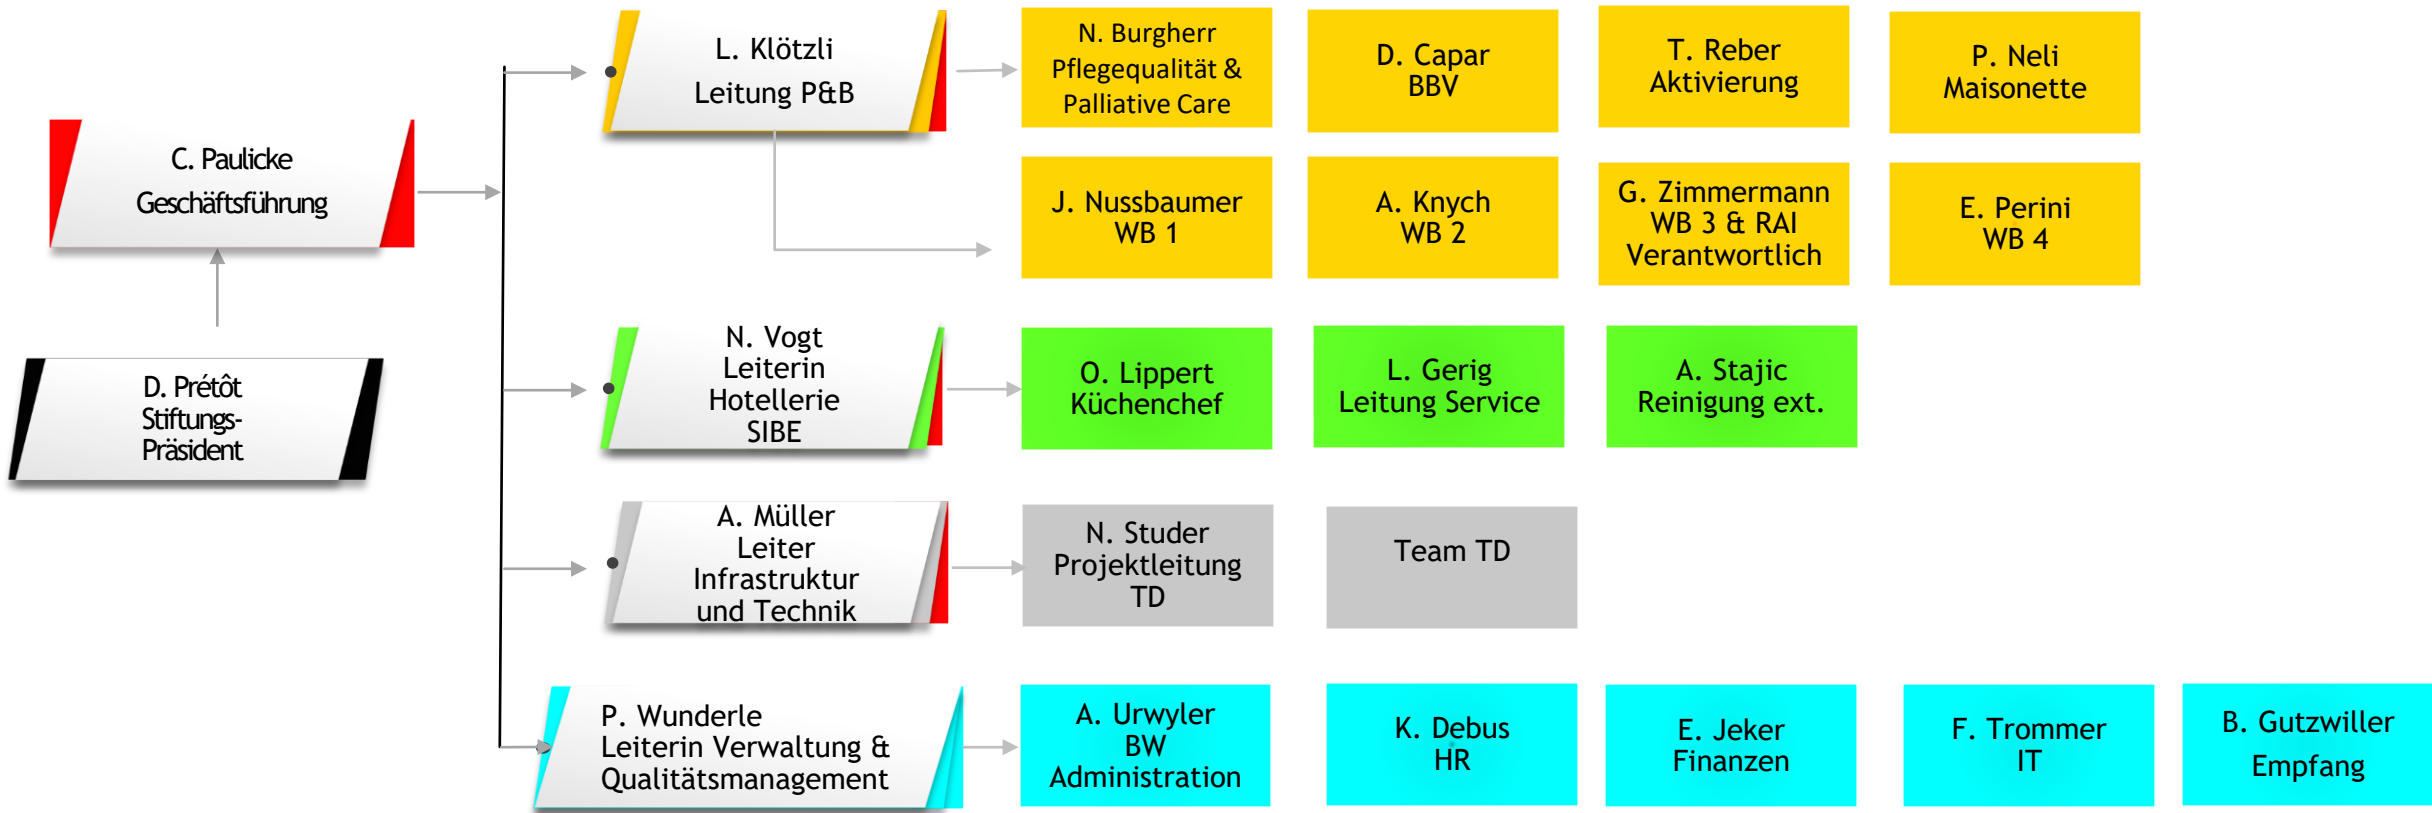 C. Paulicke
Geschäftsführung
D. Prétôt
Stiftungs-
Präsident
L. Klötzli
Leitung P&B
N. Burgherr
Pflegequalität &
Palliative Care
D. Capar
BBV
T. Reber
Aktivierung
P. Neli
Maisonette
J. Nussbaumer
WB 1
A. Knych
WB 2
G. Zimmermann
WB 3 & RAI
Verantwortlich
E. Perini
WB 4
N. Vogt
Leiterin
Hotellerie
SIBE
O. Lippert
Küchenchef
L. Gerig
Leitung Service
A. Stajic
Reinigung ext.
A. Müller
Leiter
Infrastruktur
und Technik
N. Studer
Projektleitung
TD
Team TD
P. Wunderle
Leiterin Verwaltung &
Qualitätsmanagement
A. Urwyler
BW
Administration
K. Debus
HR
E. Jeker
Finanzen
F. Trommer
IT
B. Gutzwiller
Empfang